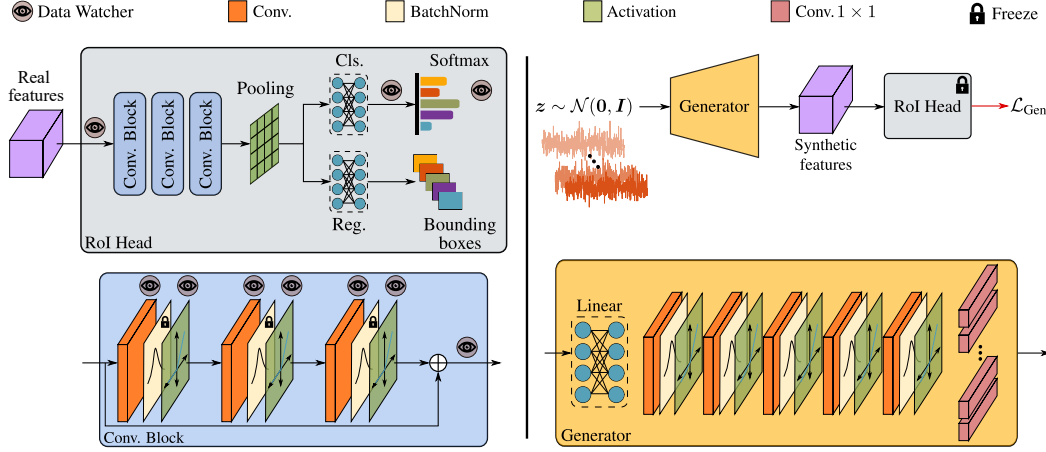 Data Watcher
Conv.
BatchNorm
Activation
Conv. 1 × 1
Freeze
Real
features
Conv. Block
Conv. Block
Conv. Block
Pooling
Cls.
Softmax
Reg.
Bounding
boxes
RoI Head
z ∼ 𝒩(0, I)
Generator
Synthetic
features
RoI Head
ℒGen
Conv. Block
Linear
Generator